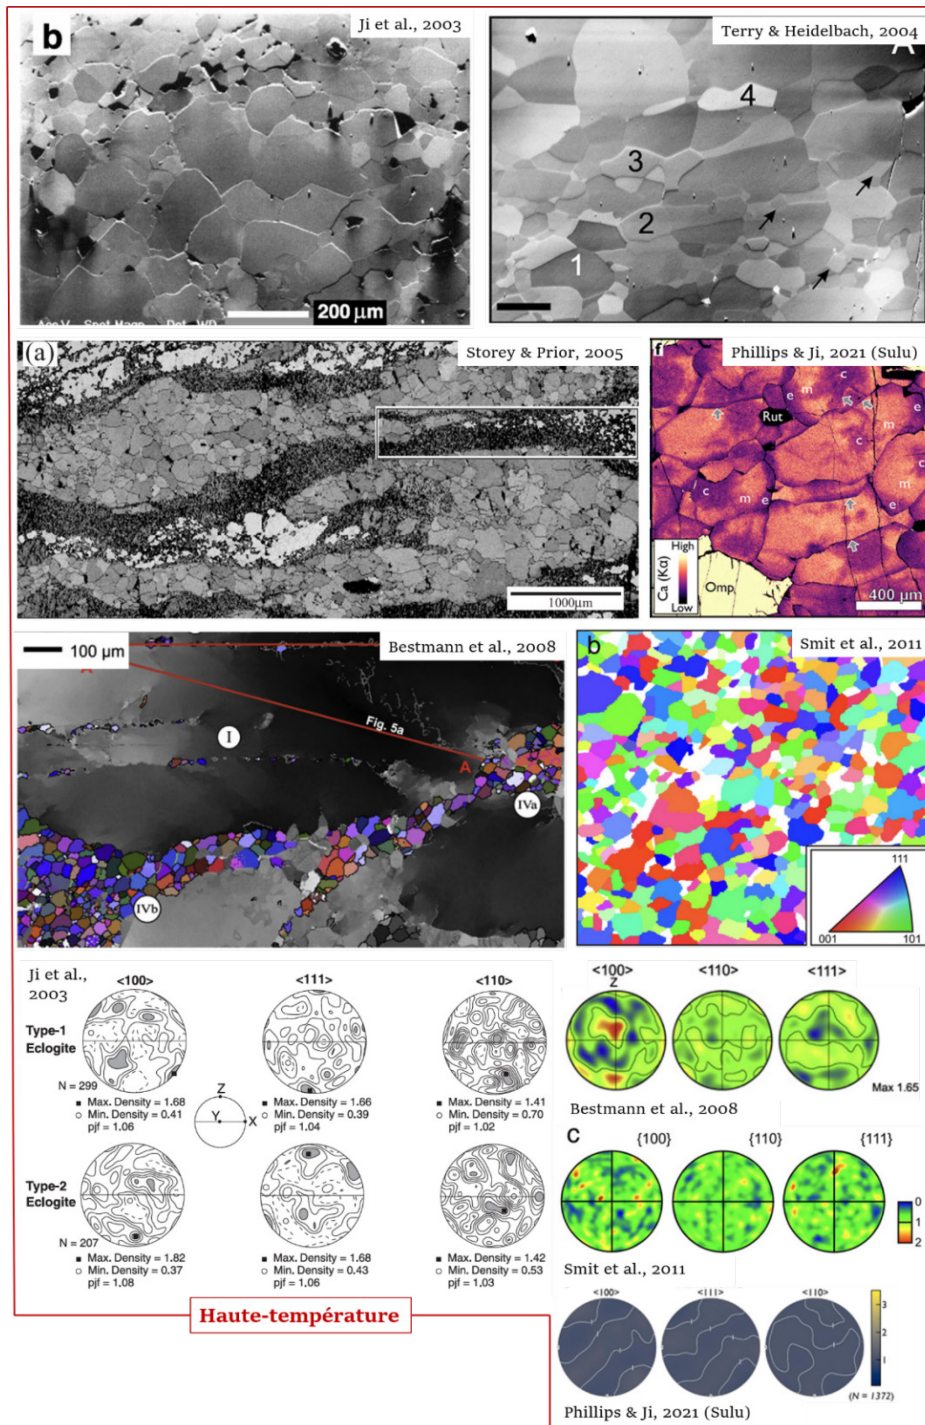 b
Ji et al., 2003
200 µm
Terry & Heidelbach, 2004
4
3
2
1
(a)
Storey & Prior, 2005
1000µm
f
Phillips & Ji, 2021 (Sulu)
c
e
m
Rut
e
m
c
c
m
e
c
m
e
High
Ca (Kα)
Low
Omp
400 µm
100 µm
Bestmann et al., 2008
I
Fig. 5a
A
IVa
IVb
b
Smit et al., 2011
111
001
101
Ji et al.,
2003
<100>
<111>
<110>
Type-1
Eclogite
N = 299
■ Max. Density = 1.68
○ Min. Density = 0.41
pjf = 1.06
Z
Y
X
■ Max. Density = 1.66
○ Min. Density = 0.39
pjf = 1.04
■ Max. Density = 1.41
○ Min. Density = 0.70
pjf = 1.02
Type-2
Eclogite
N = 207
■ Max. Density = 1.82
○ Min. Density = 0.37
pjf = 1.08
■ Max. Density = 1.68
○ Min. Density = 0.43
pjf = 1.06
■ Max. Density = 1.42
○ Min. Density = 0.53
pjf = 1.03
<100>
<110>
<111>
Z
Max 1.65
Bestmann et al., 2008
C
{100}
{110}
{111}
0
1
2
Smit et al., 2011
<100>
<111>
<110>
3
2
1
(N = 1372)
Phillips & Ji, 2021 (Sulu)
Haute-température